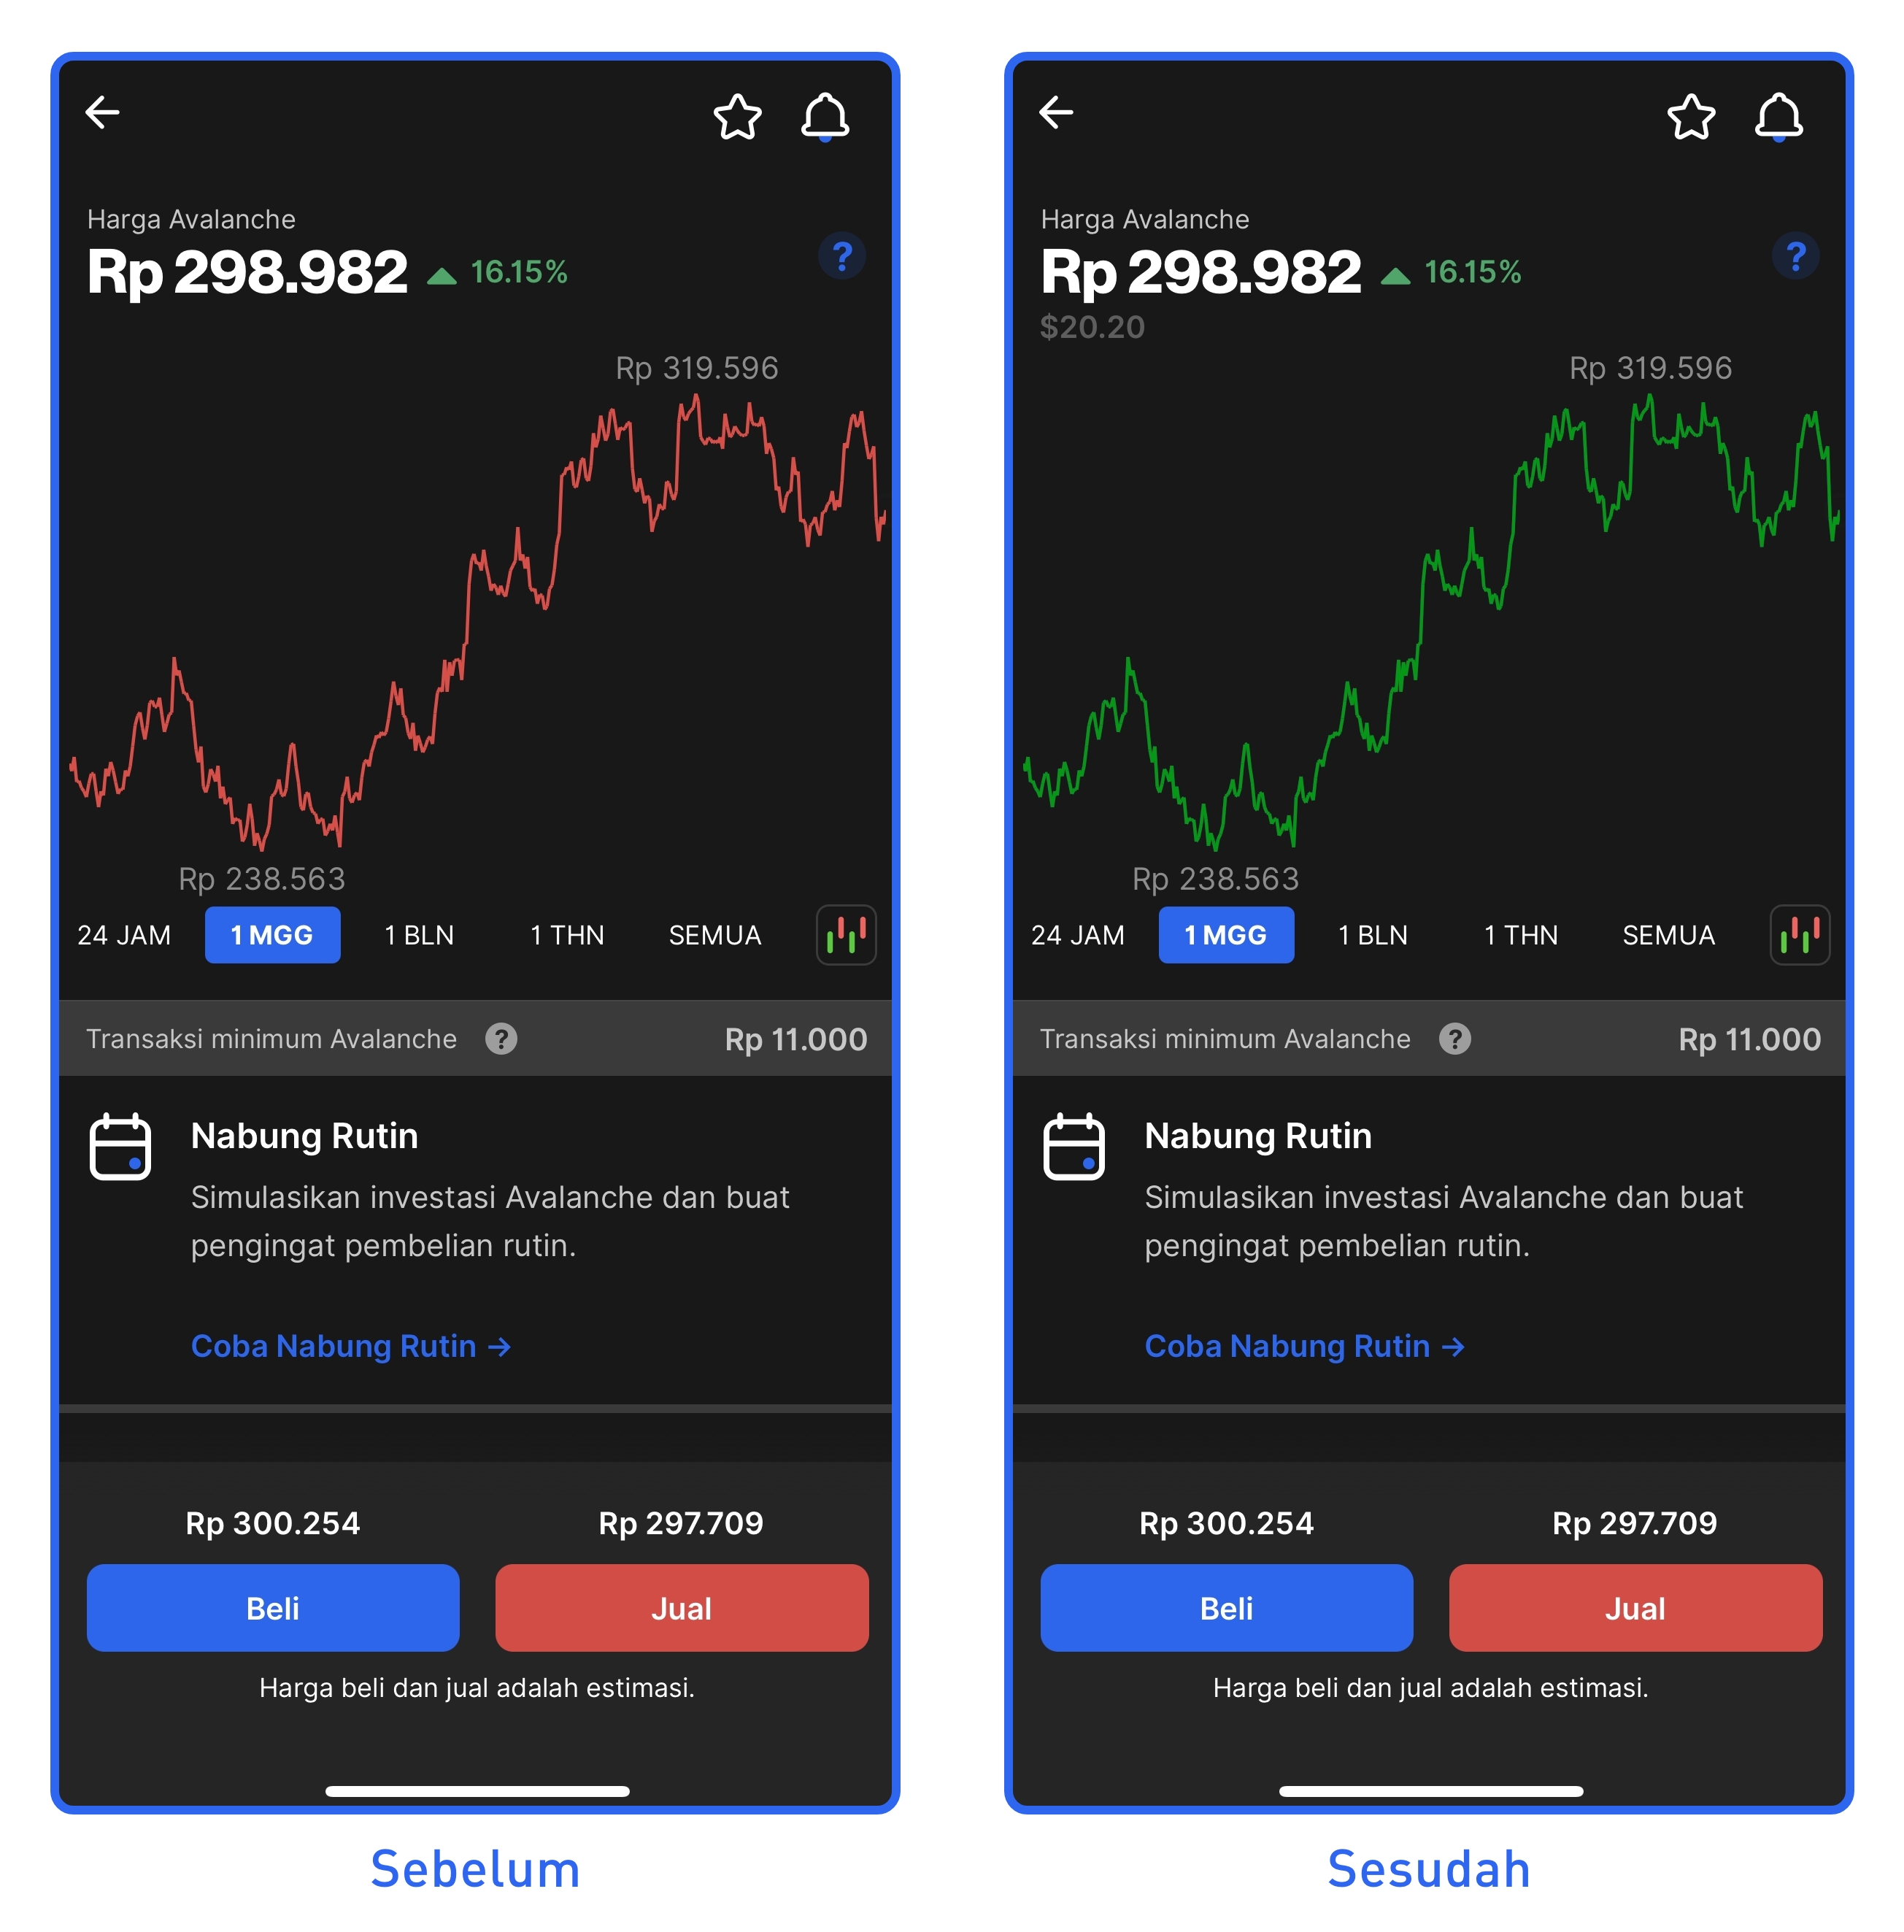 Harga Avalanche
Rp 298.982 16.15%
?
Rp 319.596
Rp 238.563
24 JAM 1 MGG 1 BLN 1 THN SEMUA
Transaksi minimum Avalanche ? Rp 11.000
Nabung Rutin
Simulasikan investasi Avalanche dan buat
pengingat pembelian rutin.
Coba Nabung Rutin →
Rp 300.254 Rp 297.709
Beli Jual
Harga beli dan jual adalah estimasi.
Sebelum
Harga Avalanche
Rp 298.982 16.15%
?
$20.20
Rp 319.596
Rp 238.563
24 JAM 1 MGG 1 BLN 1 THN SEMUA
Transaksi minimum Avalanche ? Rp 11.000
Nabung Rutin
Simulasikan investasi Avalanche dan buat
pengingat pembelian rutin.
Coba Nabung Rutin →
Rp 300.254 Rp 297.709
Beli Jual
Harga beli dan jual adalah estimasi.
Sesudah